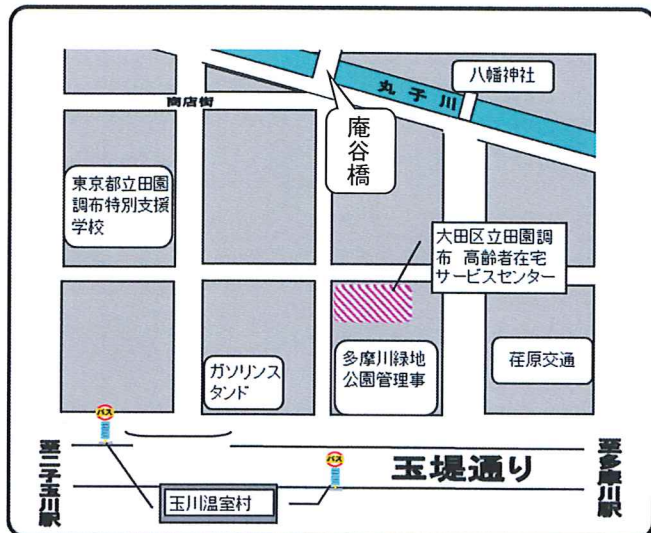 八幡神社
丸子川
商店街
庵谷橋
東京都立田園
調布特別支援
学校
大田区立田園調
布 高齢者在宅
サービスセンター
ガソリンス
タンド
多摩川緑地
公園管理事
荏原交通
バス
バス
玉堤通り
至二子玉川駅
至多摩川駅
玉川温室村